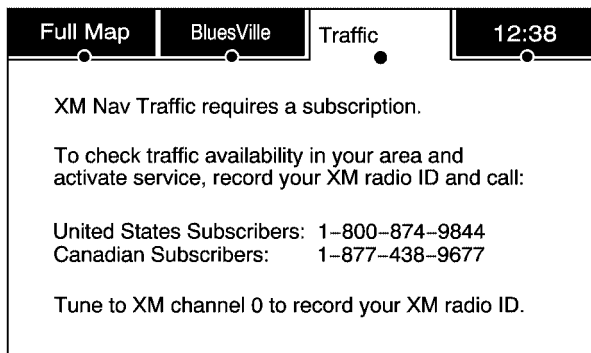 Full Map BluesVille Traffic 12:38
XM Nav Traffic requires a subscription.
To check traffic availability in your area and
activate service, record your XM radio ID and call:
United States Subscribers: 1–800–874–9844
Canadian Subscribers: 1–877–438–9677
Tune to XM channel 0 to record your XM radio ID.